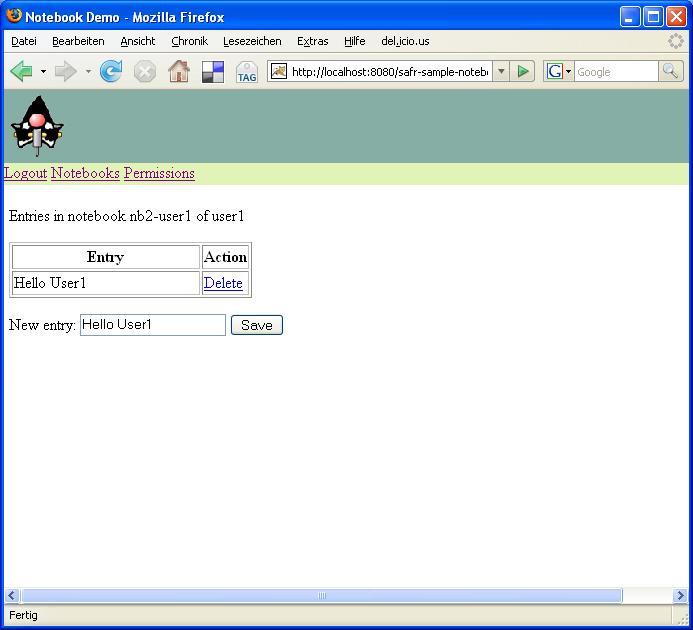 Notebook Demo - Mozilla Firefox
Datei Bearbeiten Ansicht Chronik Lesezeichen Extras Hilfe del.icio.us
TAG http://localhost:8080/safr-sample-noteb G Google
Logout Notebooks Permissions
Entries in notebook nb2-user1 of user1
Entry Action
Hello User1 Delete
New entry: Hello User1 Save
Fertig